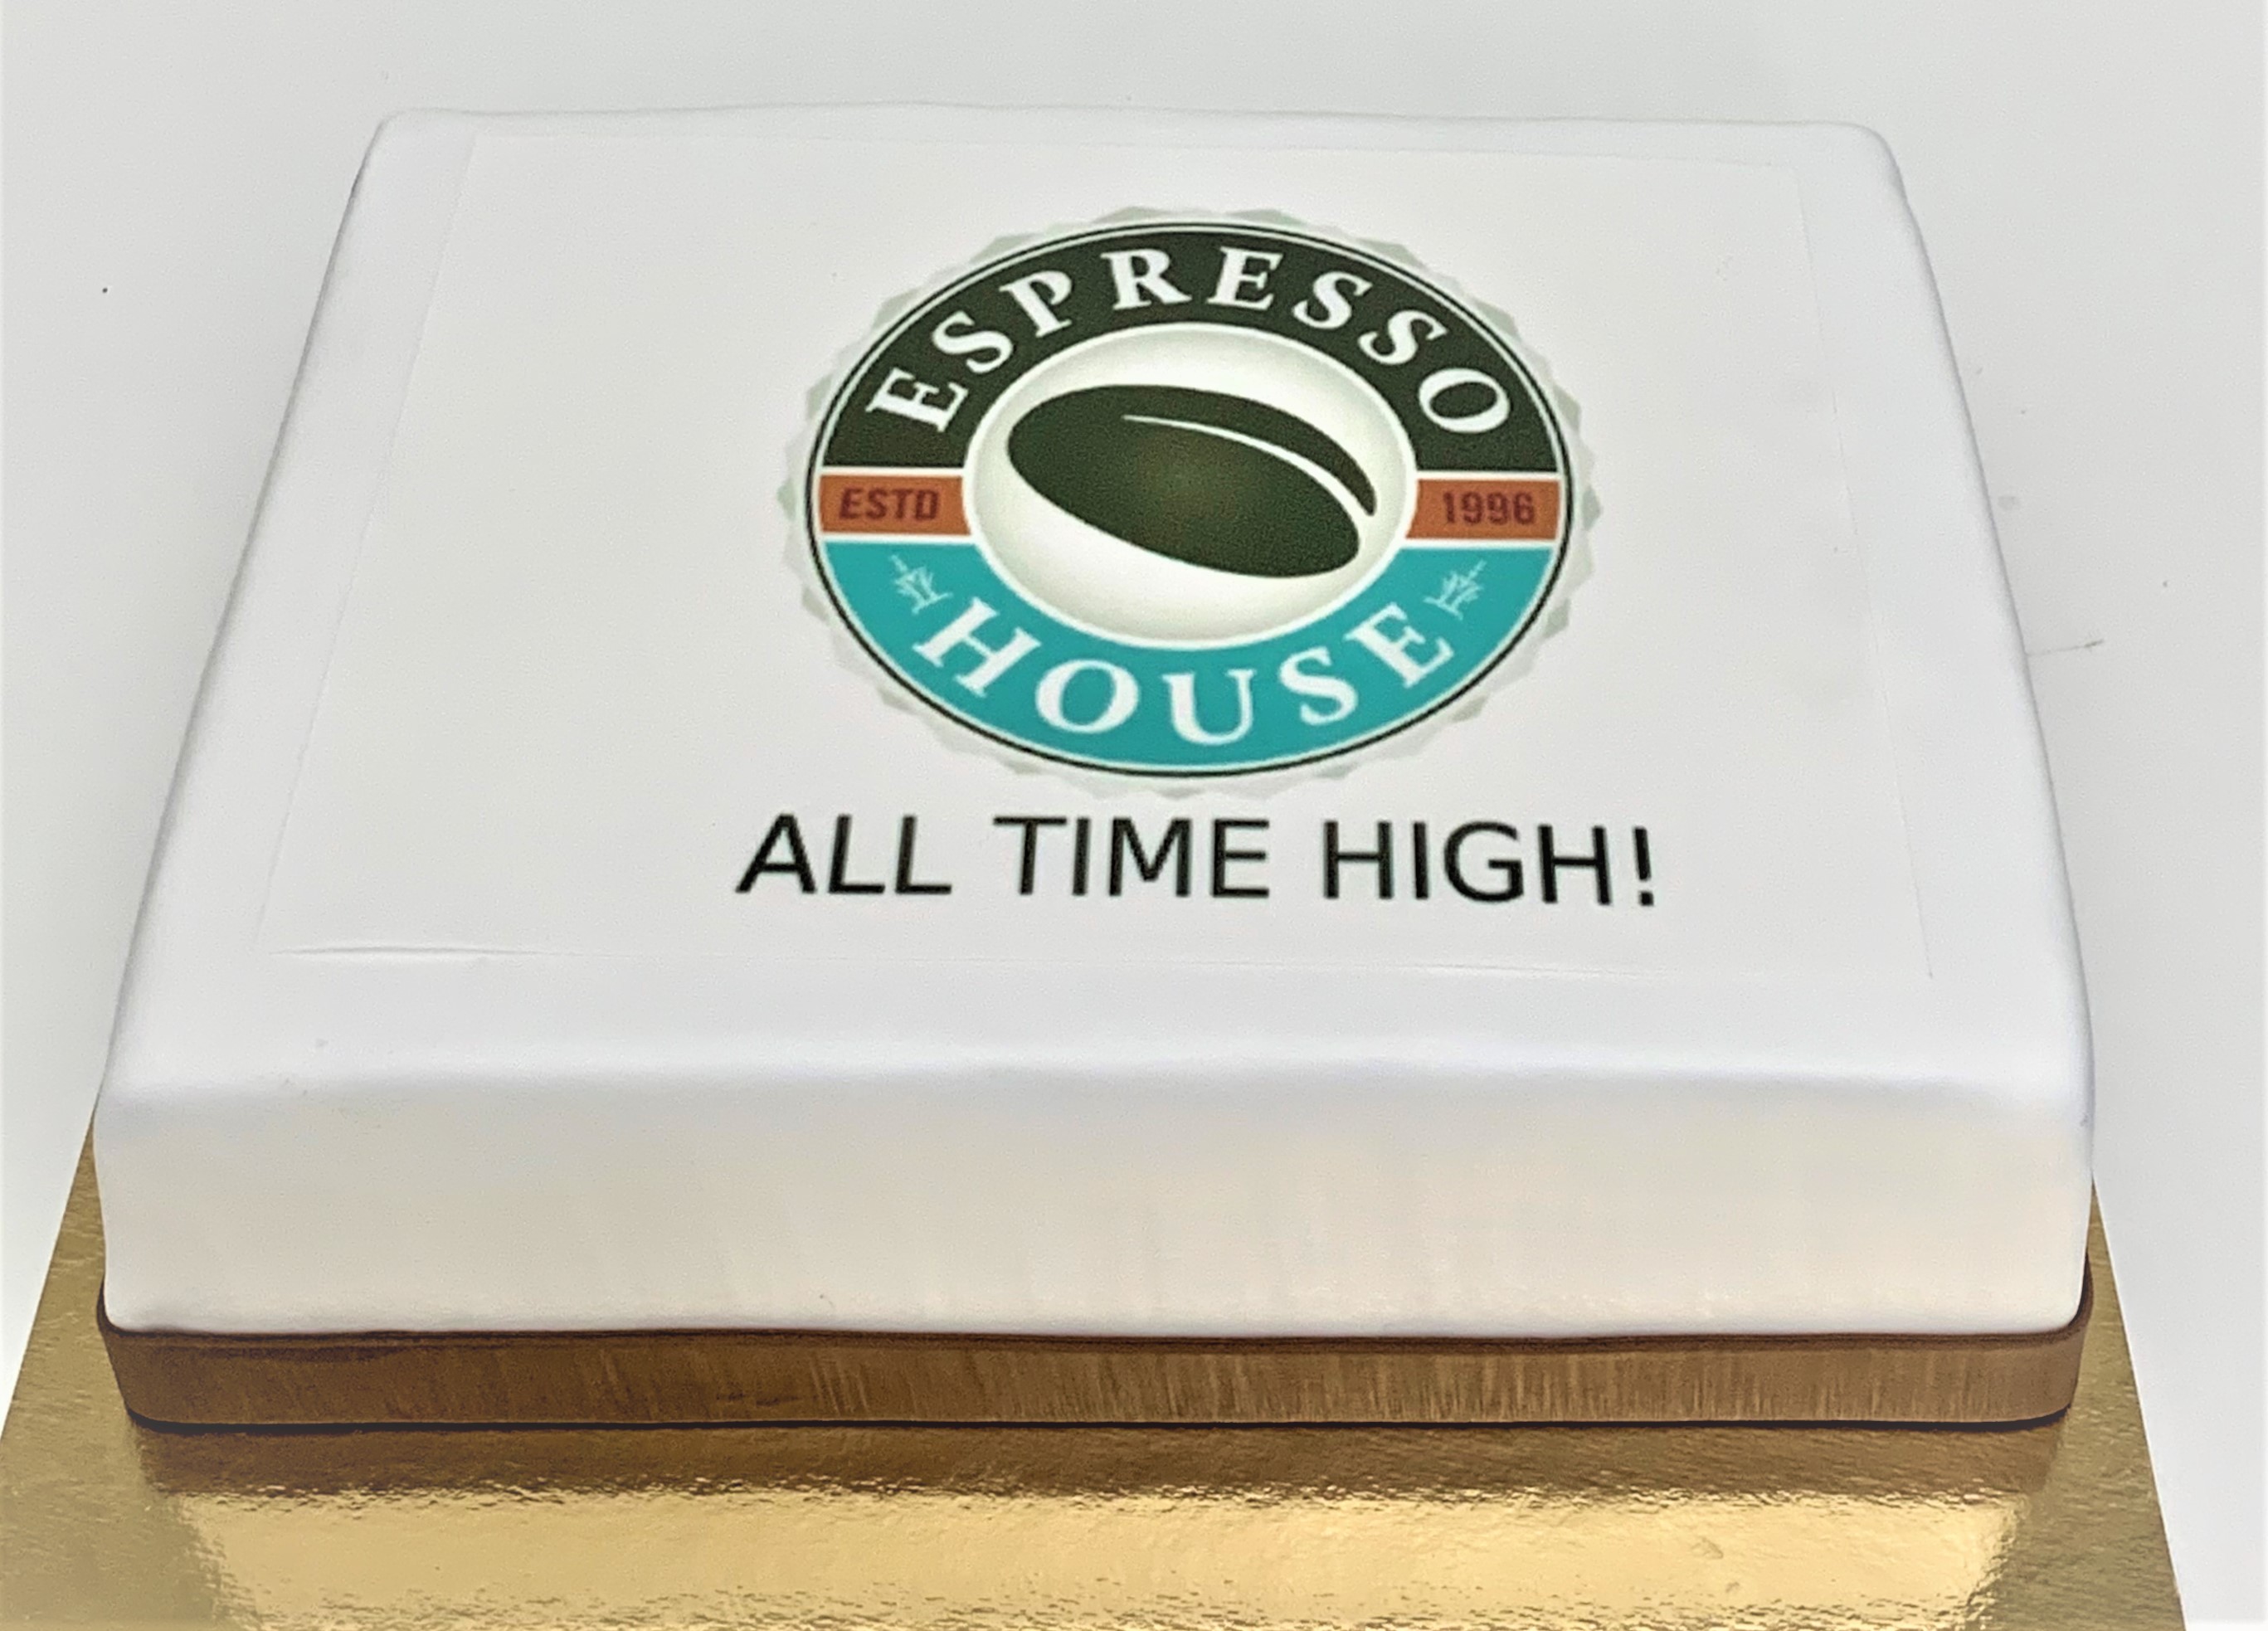 ESPRESSO
ESTD 1996
HOUSE
ALL TIME HIGH!